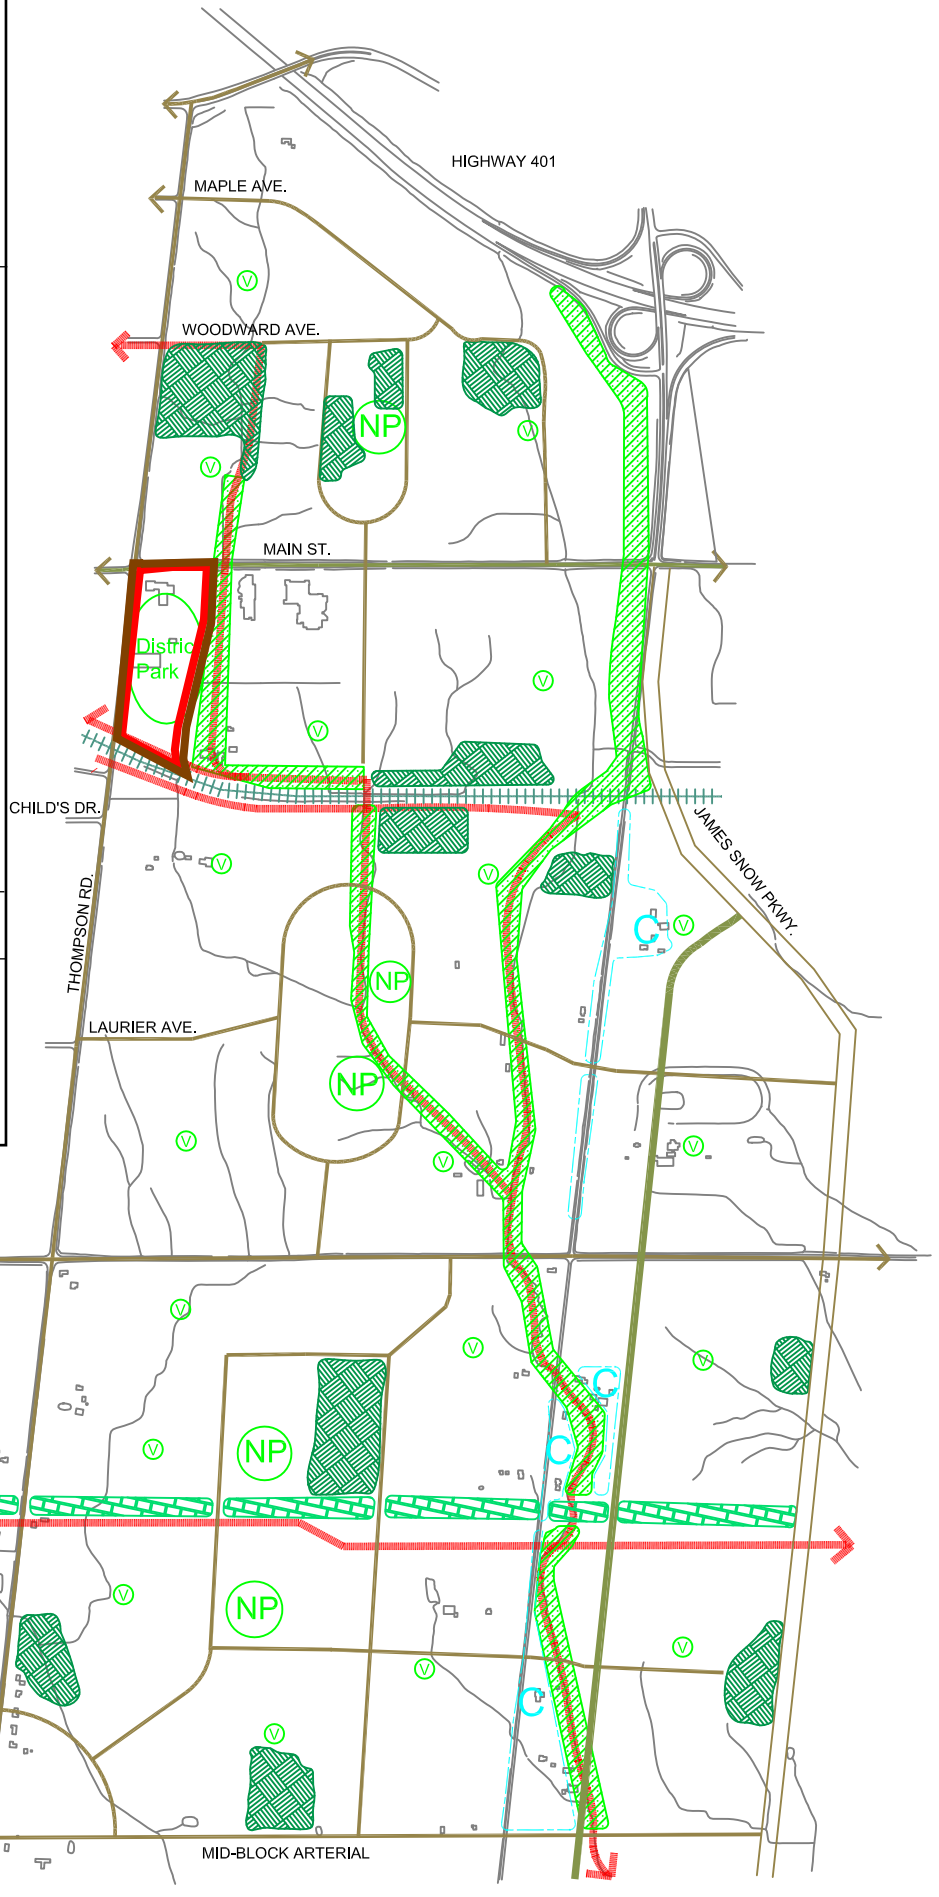 HIGHWAY 401
MAPLE AVE.
V
WOODWARD AVE.
NP
V
V
MAIN ST.
Distric
Park
V
V
CHILD'S DR.
JAMES SNOW PKWY.
V
V
THOMPSON RD.
V
C
NP
LAURIER AVE.
NP
V
V
V
V
V
V
C
NP
V
C
V
NP
V
V
C
V
MID-BLOCK ARTERIAL